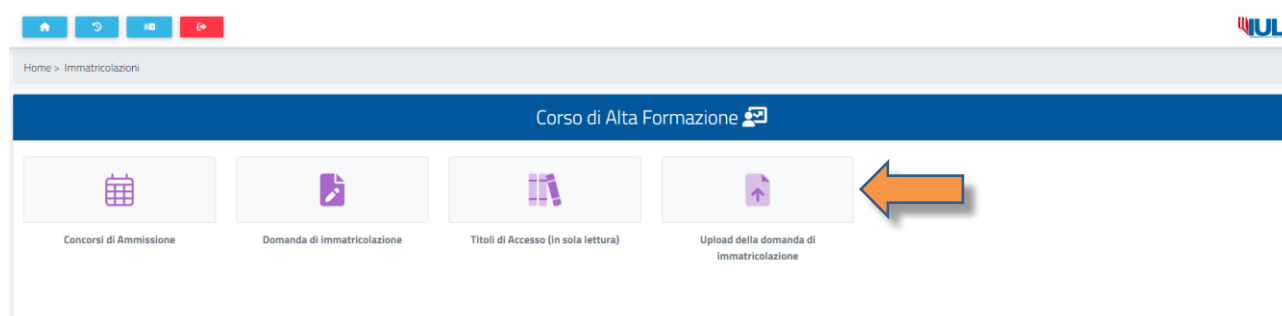 IUL
Home > Immatricolazioni
Corso di Alta Formazione
Concorsi di Ammissione
Domanda di immatricolazione
Titoli di Accesso (in sola lettura)
Upload della domanda di
immatricolazione